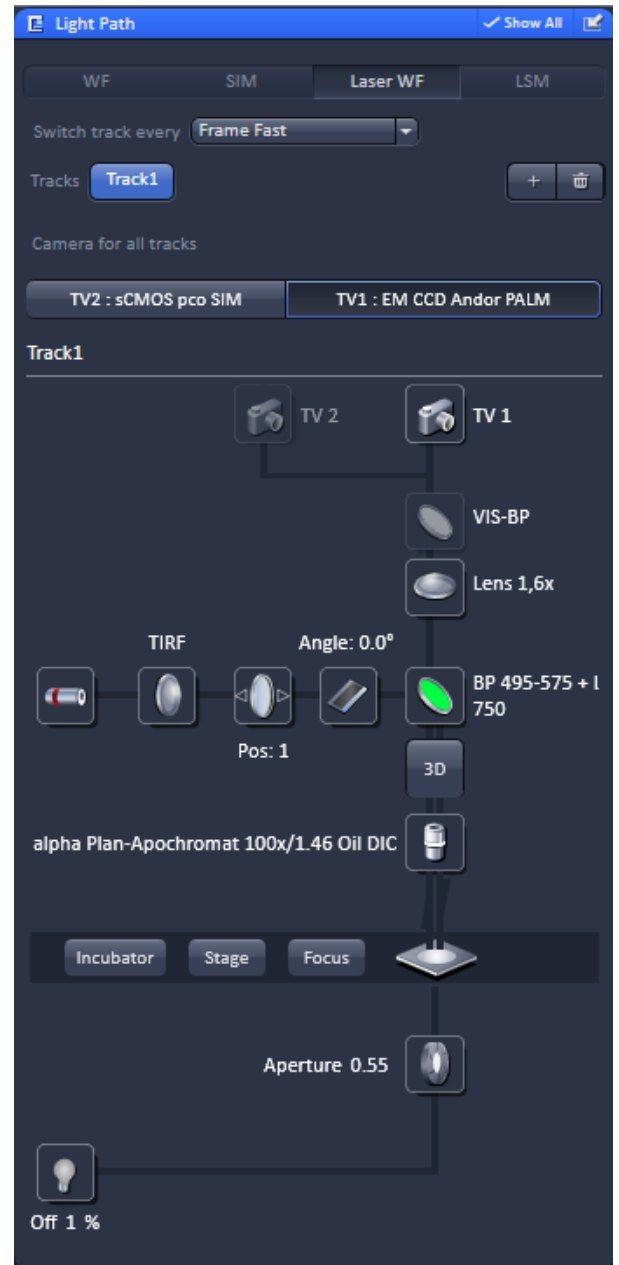 Light Path
Show All
WF SIM Laser WF LSM
Switch track every Frame Fast
Tracks Track1 +
Camera for all tracks
TV2 : sCMOS pco SIM TV1 : EM CCD Andor PALM
Track1
TV 2 TV 1
VIS-BP
Lens 1,6x
TIRF Angle: 0.0°
BP 495-575 + l
750
Pos: 1
3D
alpha Plan-Apochromat 100x/1.46 Oil DIC
Incubator Stage Focus
Aperture 0.55
Off 1 %